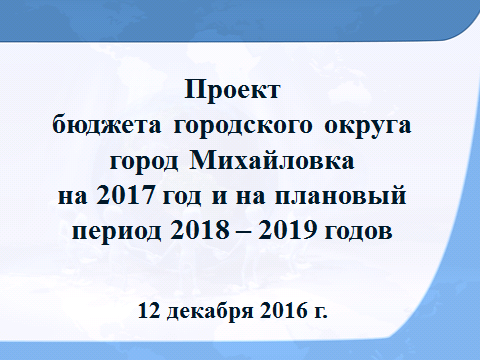 Проект
бюджета городского округа
город Михайловка
на 2017 год и на плановый
период 2018 – 2019 годов
12 декабря 2016 г.